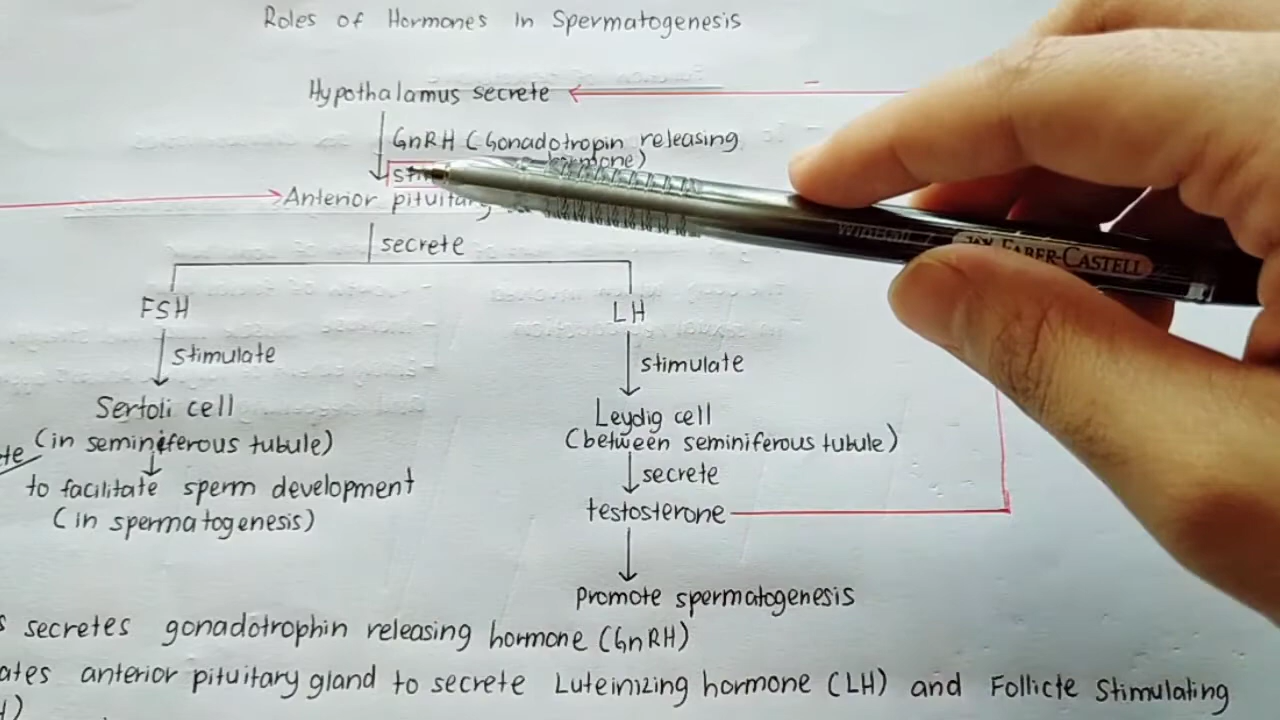 Roles of Hormones In Spermatogenesis
Hypothalamus secrete
GnRH (Gonadotropin releasing
hormone)
Anterior pituitary
secrete
FSH
LH
stimulate
stimulate
Sertoli cell
Leydig cell
(in seminiferous tubule)
(between seminiferous tubule)
secrete
to facilitate sperm development
(in spermatogenesis)
testosterone
Promote spermatogenesis
secretes gonadotrophin releasing hormone (GnRH)
anterior pituitary gland to secrete Luteinizing hormone (LH) and Follicte Stimulating
FABER-CASTELL